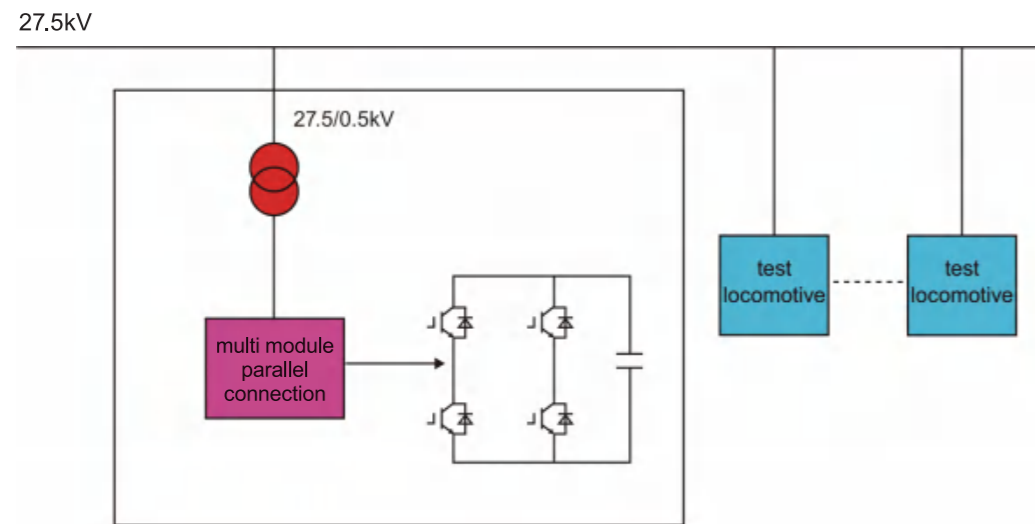 27.5kV
27.5/0.5kV
test
locomotive
test
locomotive
multi module
parallel
connection